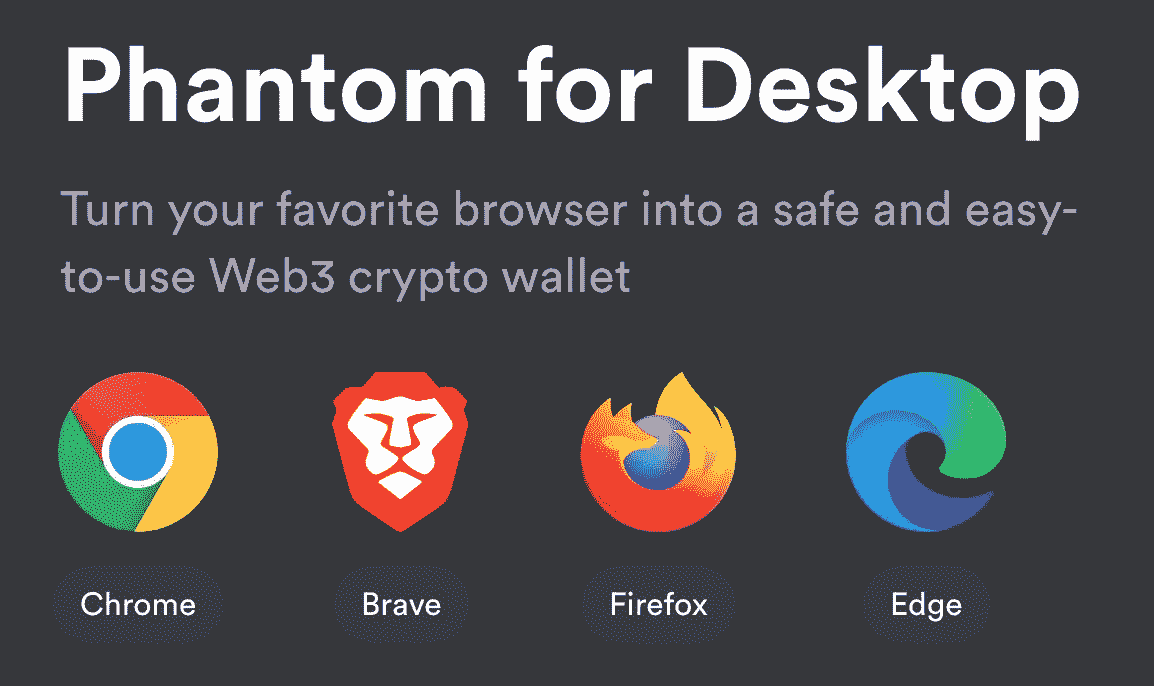 Phantom for Desktop
Turn your favorite browser into a safe and easy-
to-use Web3 crypto wallet
Chrome
Brave
Firefox
Edge